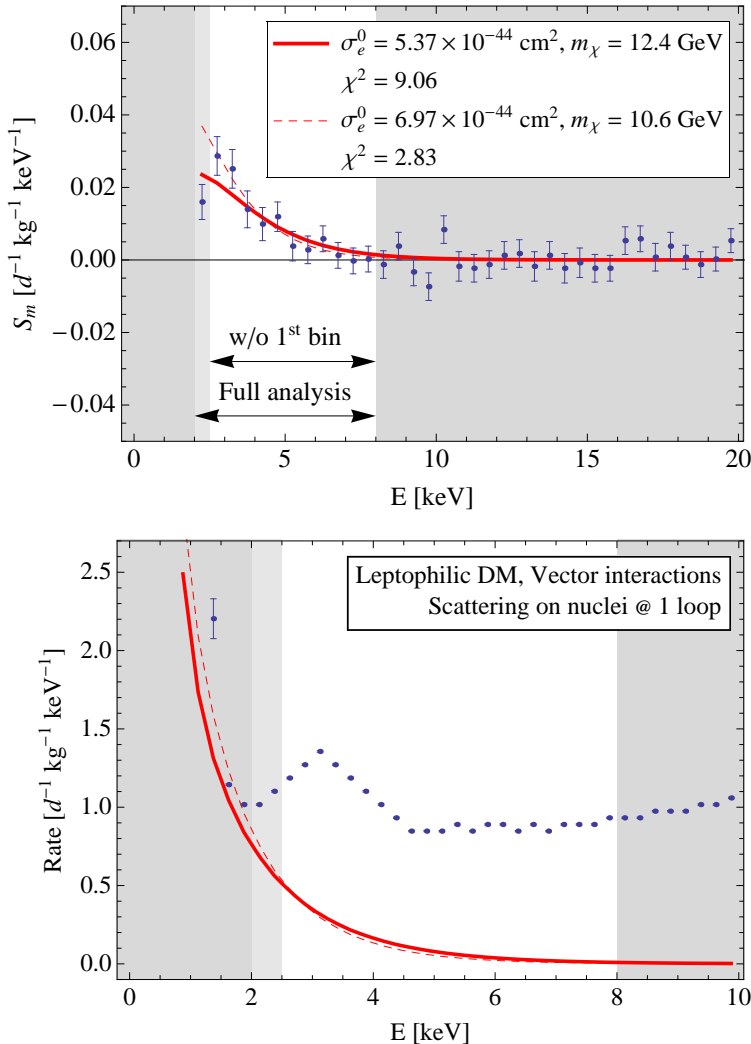 σ_e^0 = 5.37 × 10^−44 cm^2, m_χ = 12.4 GeV
χ^2 = 9.06
σ_e^0 = 6.97 × 10^−44 cm^2, m_χ = 10.6 GeV
χ^2 = 2.83
0.06
0.04
0.02
0.00
−0.02
−0.04
S_m [d^−1 kg^−1 keV^−1]
w/o 1^st bin
Full analysis
0 5 10 15 20
E [keV]
Leptophilic DM, Vector interactions
Scattering on nuclei @ 1 loop
2.5
2.0
1.5
1.0
0.5
0.0
Rate [d^−1 kg^−1 keV^−1]
0 2 4 6 8 10
E [keV]